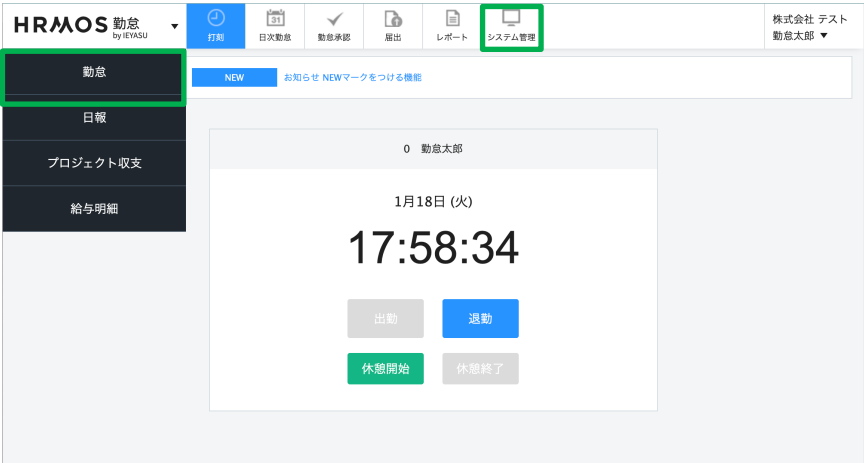 HRMOS 勤怠 ▼
by IEYASU
打刻
31
日次勤怠
勤怠承認
届出
レポート
システム管理
株式会社 テスト
勤怠太郎 ▼
勤怠
日報
プロジェクト収支
給与明細
NEW お知らせ NEWマークをつける機能
0 勤怠太郎
1月18日 (火)
17:58:34
出勤 退勤
休憩開始 休憩終了